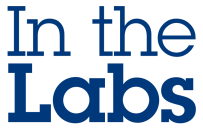 In the
Labs